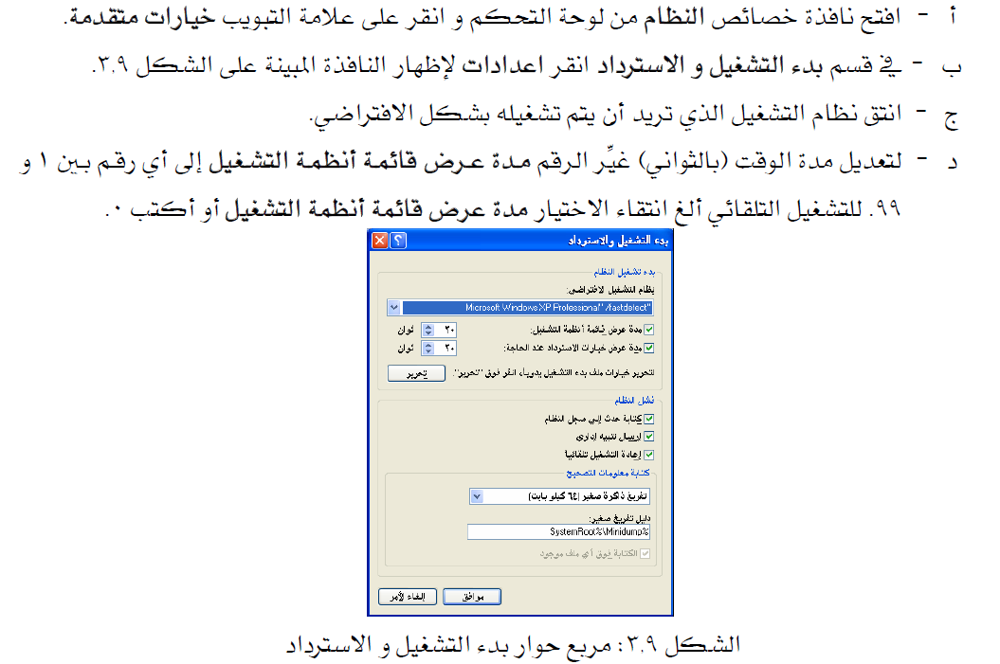 أ - افتح نافذة خصائص النظام من لوحة التحكم و انقر على علامة التبويب خيارات متقدمة.
ب - في قسم بدء التشغيل و الاسترداد انقر اعدادات لإظهار النافذة المبينة على الشكل ٣.٩.
ج - انتق نظام التشغيل الذي تريد أن يتم تشغيله بشكل الافتراضي.
د - لتعديل مدة الوقت (بالثواني) غيِّر الرقم مدة عرض قائمة أنظمة التشغيل إلى أي رقم بين ١ و
٩٩. للتشغيل التلقائي ألغ انتقاء الاختيار مدة عرض قائمة أنظمة التشغيل أو أكتب ٠.
بدء التشغيل والاسترداد
بدء تشغيل النظام
نظام التشغيل الافتراضي:
Microsoft Windows XP Professional" /fastdetect"
مدة عرض قائمة أنظمة التشغيل: ٣٠ ثوان
مدة عرض خيارات الاسترداد عند الحاجة: ٣٠ ثوان
لتحرير خيارات ملف بدء التشغيل يدوياً، انقر فوق "تحرير". تحرير
فشل النظام
كتابة حدث إلى سجل النظام
إرسال تنبيه إداري
إعادة التشغيل تلقائياً
كتابة معلومات التصحيح
تفريغ ذاكرة صغير (٦٤ كيلو بايت)
دليل تفريغ صغير:
SystemRoot%\Minidump%
الكتابة فوق أي ملف موجود
موافق إلغاء الأمر
الشكل ٣.٩: مربع حوار بدء التشغيل و الاسترداد